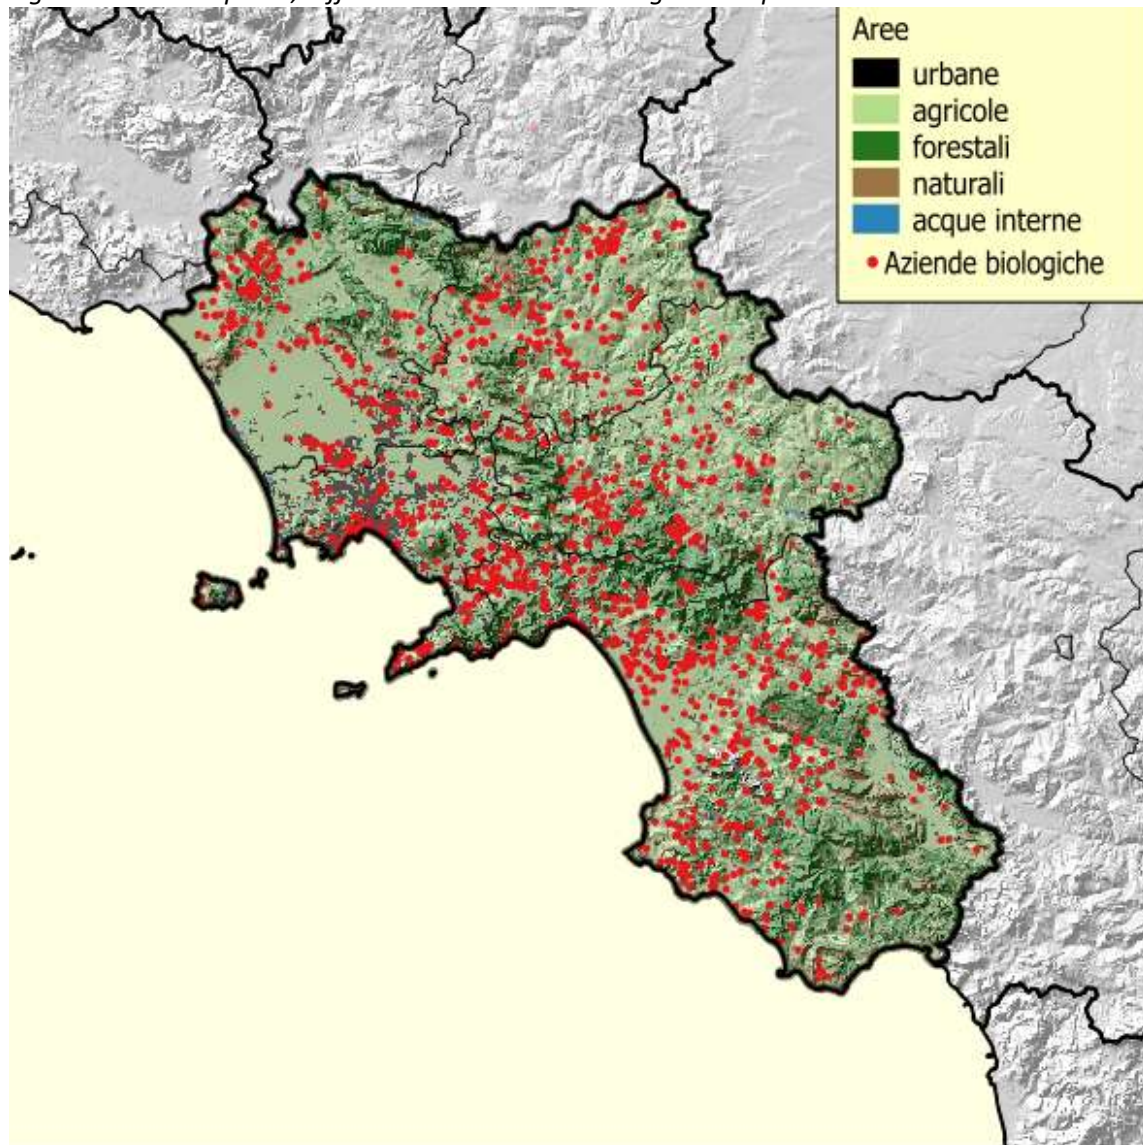 Aree
urbane
agricole
forestali
naturali
acque interne
Aziende biologiche